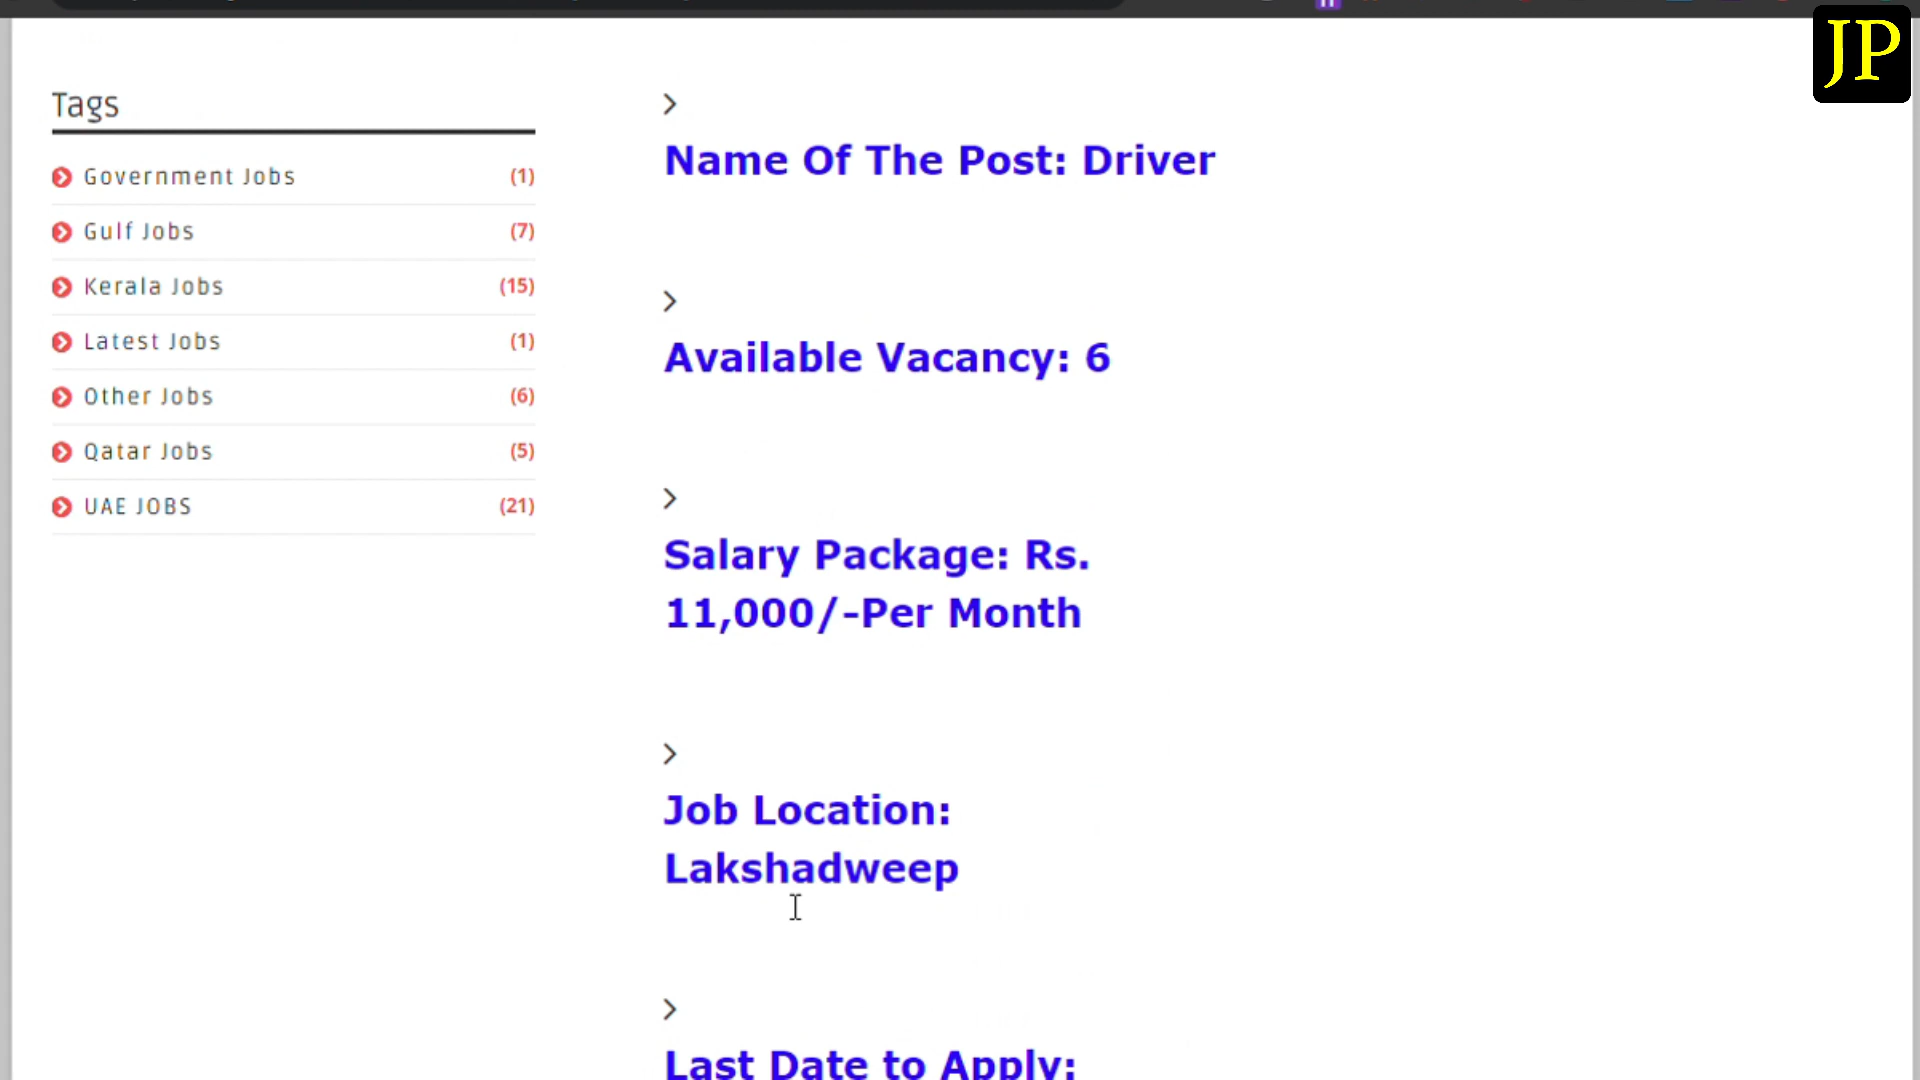 JP
Tags
Government Jobs (1)
Gulf Jobs (7)
Kerala Jobs (15)
Latest Jobs (1)
Other Jobs (6)
Qatar Jobs (5)
UAE JOBS (21)
Name Of The Post: Driver
Available Vacancy: 6
Salary Package: Rs.
11,000/-Per Month
Job Location:
Lakshadweep
Last Date to Apply: